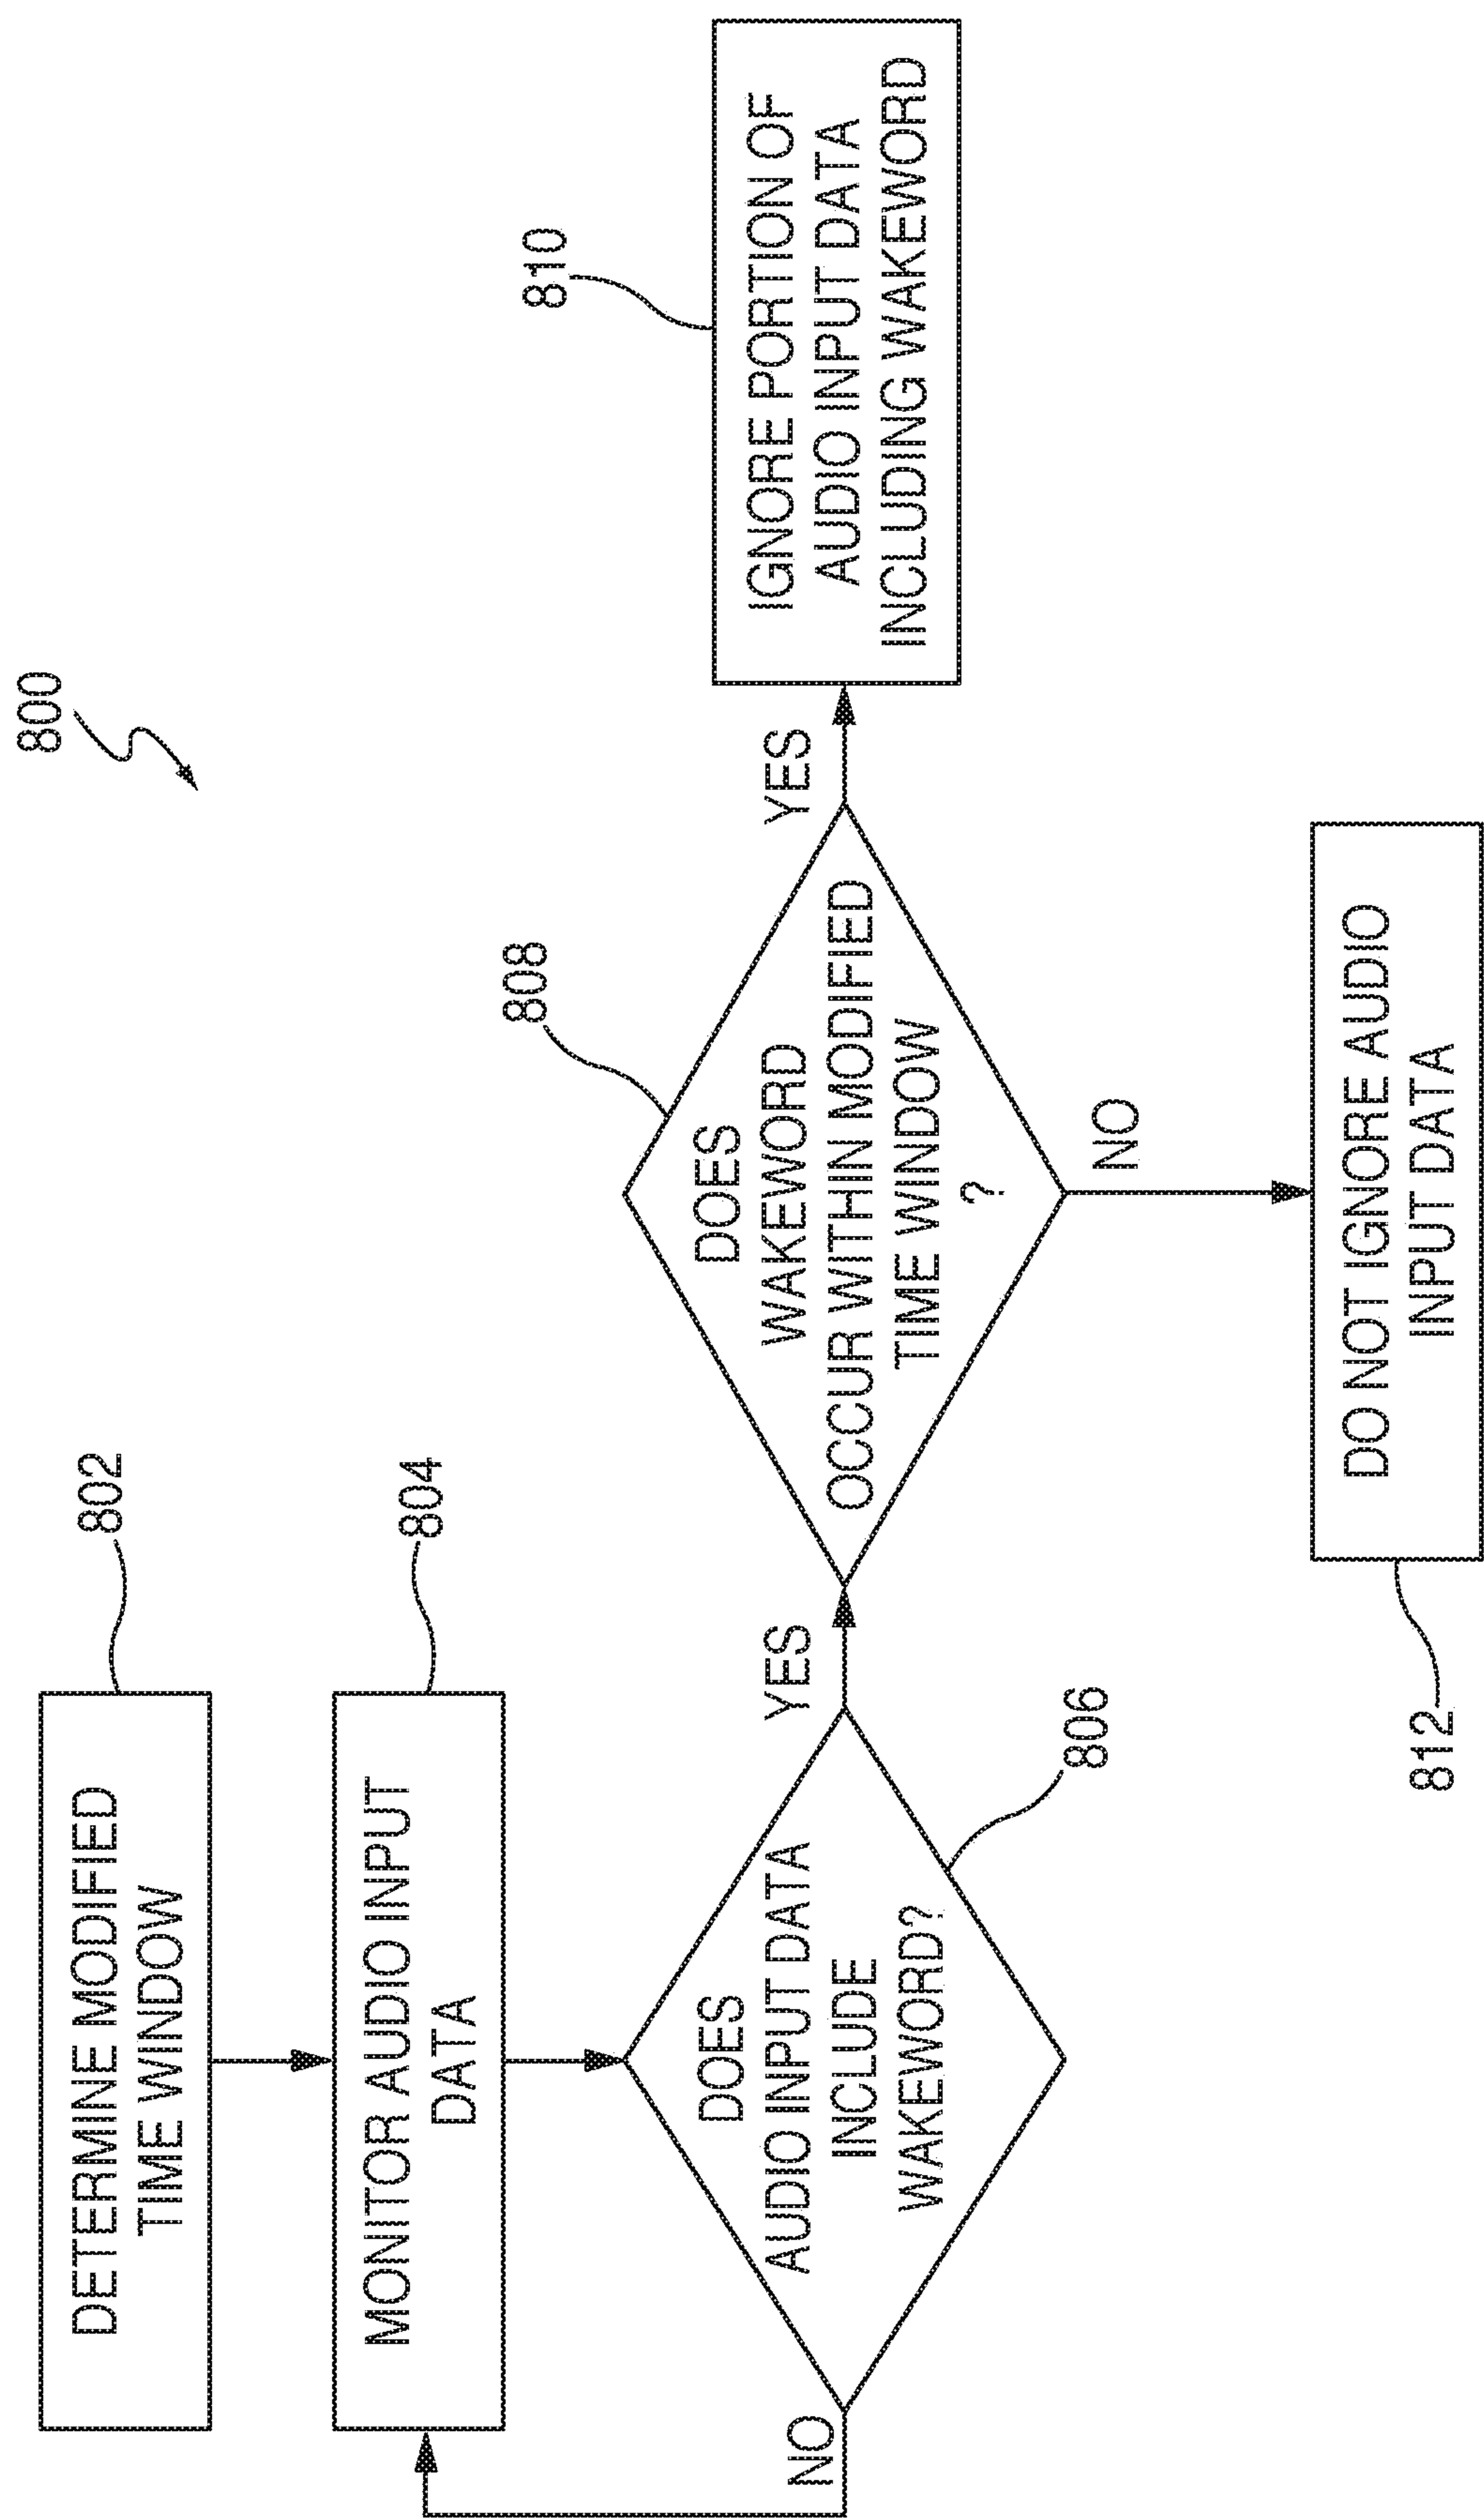 800
802
DETERMINE MODIFIED
TIME WINDOW
804
MONITOR AUDIO INPUT
DATA
806
DOES
AUDIO INPUT DATA
INCLUDE
WAKEWORD?
NO
YES
808
DOES
WAKEWORD
OCCUR WITHIN MODIFIED
TIME WINDOW
?
YES
810
IGNORE PORTION OF
AUDIO INPUT DATA
INCLUDING WAKEWORD
NO
DO NOT IGNORE AUDIO
INPUT DATA
812